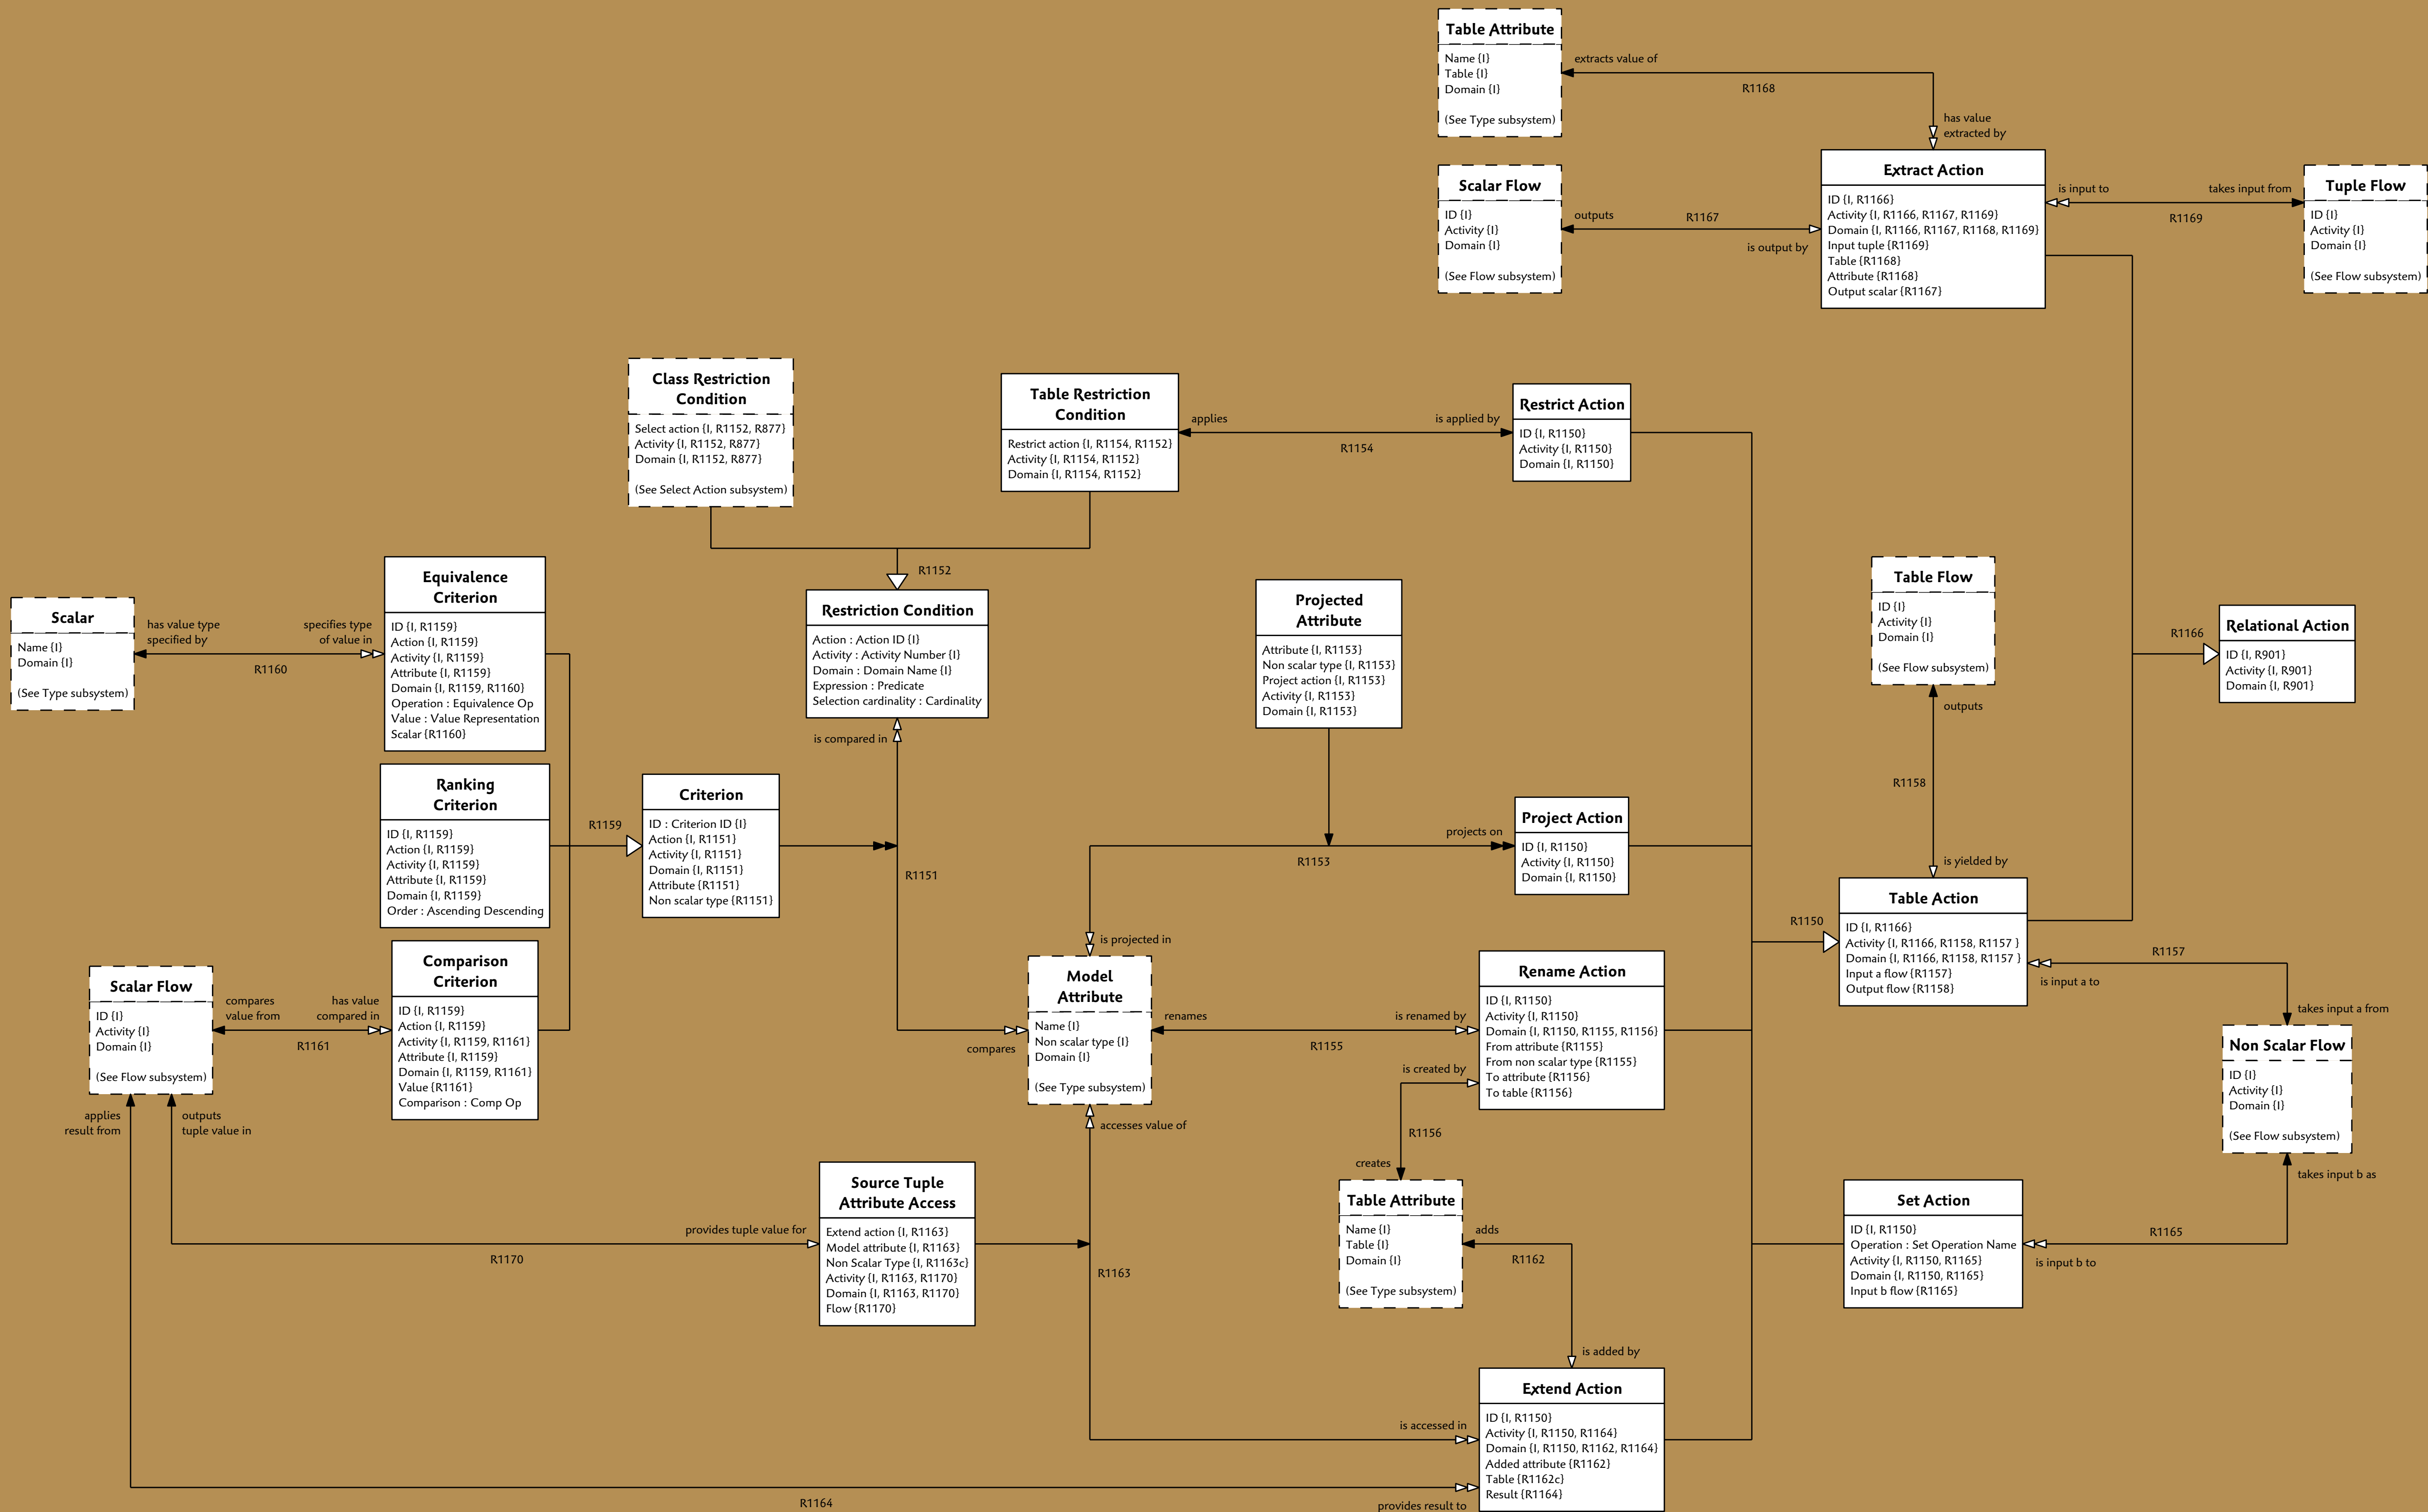 Table Attribute
Name {I}
Table {I}
Domain {I}
(See Type subsystem)
extracts value of
R1168
has value
extracted by
Scalar Flow
ID {I}
Activity {I}
Domain {I}
(See Flow subsystem)
outputs
R1167
is output by
Extract Action
ID {I, R1166}
Activity {I, R1166, R1167, R1169}
Domain {I, R1166, R1167, R1168, R1169}
Input tuple {R1169}
Table {R1168}
Attribute {R1168}
Output scalar {R1167}
is input to
takes input from
R1169
Tuple Flow
ID {I}
Activity {I}
Domain {I}
(See Flow subsystem)
Class Restriction
Condition
Select action {I, R1152, R877}
Activity {I, R1152, R877}
Domain {I, R1152, R877}
(See Select Action subsystem)
Table Restriction
Condition
Restrict action {I, R1154, R1152}
Activity {I, R1154, R1152}
Domain {I, R1154, R1152}
applies
is applied by
R1154
Restrict Action
ID {I, R1150}
Activity {I, R1150}
Domain {I, R1150}
R1152
Scalar
Name {I}
Domain {I}
(See Type subsystem)
has value type
specified by
specifies type
of value in
R1160
Equivalence
Criterion
ID {I, R1159}
Action {I, R1159}
Activity {I, R1159}
Attribute {I, R1159}
Domain {I, R1159, R1160}
Operation : Equivalence Op
Value : Value Representation
Scalar {R1160}
Restriction Condition
Action : Action ID {I}
Activity : Activity Number {I}
Domain : Domain Name {I}
Expression : Predicate
Selection cardinality : Cardinality
is compared in
Projected
Attribute
Attribute {I, R1153}
Non scalar type {I, R1153}
Project action {I, R1153}
Activity {I, R1153}
Domain {I, R1153}
Table Flow
ID {I}
Activity {I}
Domain {I}
(See Flow subsystem)
outputs
R1158
is yielded by
R1166
Relational Action
ID {I, R901}
Activity {I, R901}
Domain {I, R901}
Ranking
Criterion
ID {I, R1159}
Action {I, R1159}
Activity {I, R1159}
Attribute {I, R1159}
Domain {I, R1159}
Order : Ascending Descending
R1159
Criterion
ID : Criterion ID {I}
Action {I, R1151}
Activity {I, R1151}
Domain {I, R1151}
Attribute {R1151}
Non scalar type {R1151}
R1151
projects on
R1153
is projected in
Project Action
ID {I, R1150}
Activity {I, R1150}
Domain {I, R1150}
R1150
Table Action
ID {I, R1166}
Activity {I, R1166, R1158, R1157 }
Domain {I, R1166, R1158, R1157 }
Input a flow {R1157}
Output flow {R1158}
R1157
is input a to
takes input a from
Scalar Flow
ID {I}
Activity {I}
Domain {I}
(See Flow subsystem)
compares
value from
has value
compared in
R1161
Comparison
Criterion
ID {I, R1159}
Action {I, R1159}
Activity {I, R1159, R1161}
Attribute {I, R1159}
Domain {I, R1159, R1161}
Value {R1161}
Comparison : Comp Op
compares
Model
Attribute
Name {I}
Non scalar type {I}
Domain {I}
(See Type subsystem)
renames
is renamed by
R1155
Rename Action
ID {I, R1150}
Activity {I, R1150}
Domain {I, R1150, R1155, R1156}
From attribute {R1155}
From non scalar type {R1155}
To attribute {R1156}
To table {R1156}
is created by
R1156
creates
Non Scalar Flow
ID {I}
Activity {I}
Domain {I}
(See Flow subsystem)
takes input b as
applies
result from
outputs
tuple value in
accesses value of
provides tuple value for
R1170
Source Tuple
Attribute Access
Extend action {I, R1163}
Model attribute {I, R1163}
Non Scalar Type {I, R1163c}
Activity {I, R1163, R1170}
Domain {I, R1163, R1170}
Flow {R1170}
R1163
Table Attribute
Name {I}
Table {I}
Domain {I}
(See Type subsystem)
adds
R1162
is added by
Set Action
ID {I, R1150}
Operation : Set Operation Name
Activity {I, R1150, R1165}
Domain {I, R1150, R1165}
Input b flow {R1165}
R1165
is input b to
is accessed in
Extend Action
ID {I, R1150}
Activity {I, R1150, R1164}
Domain {I, R1150, R1162, R1164}
Added attribute {R1162}
Table {R1162c}
Result {R1164}
R1164
provides result to